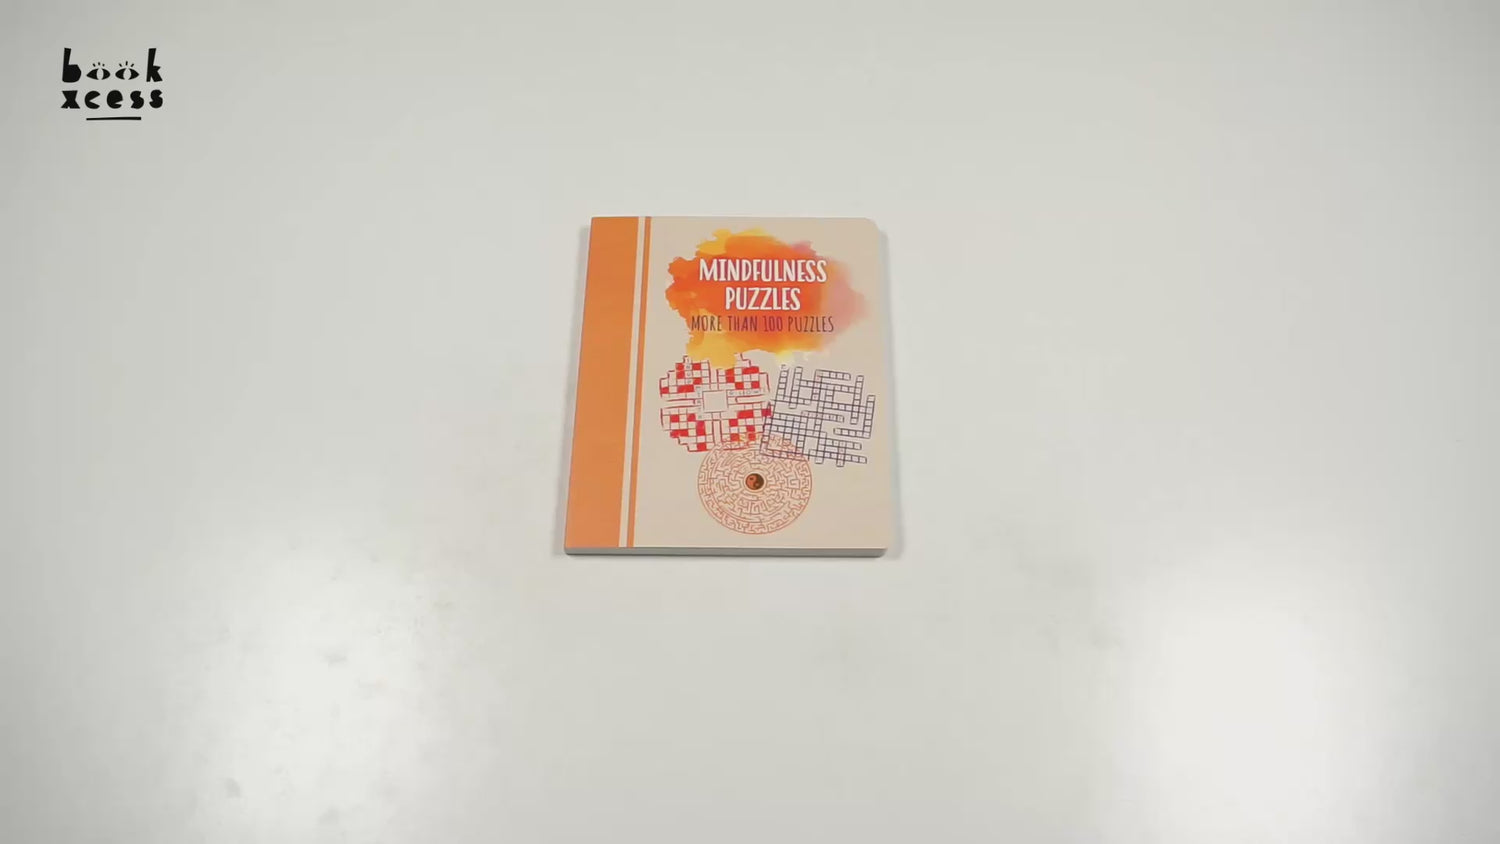 book
xcess
MINDFULNESS
PUZZLES
MORE THAN 100 PUZZLES